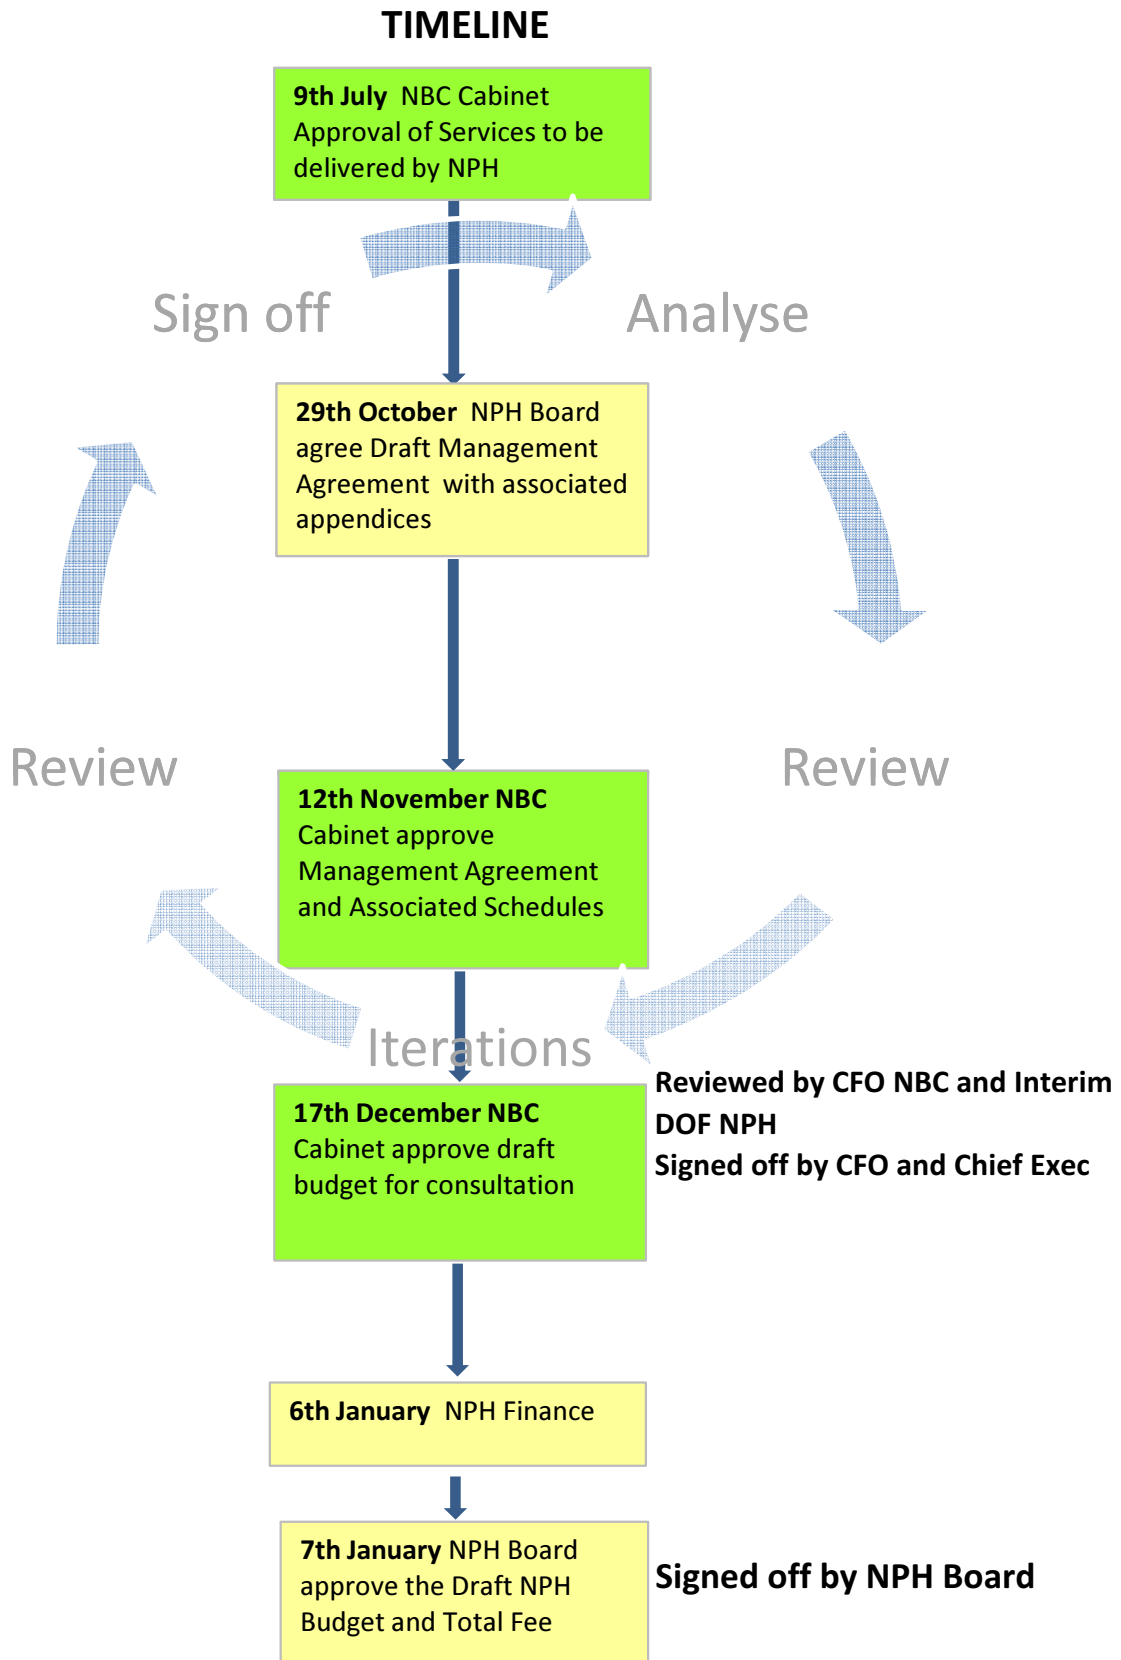 TIMELINE
9th July  NBC Cabinet
Approval of Services to be
delivered by NPH
Sign off
Analyse
29th October  NPH Board
agree Draft Management
Agreement  with associated
appendices
Review
Review
12th November NBC
Cabinet approve
Management Agreement
and Associated Schedules
Iterations
17th December NBC
Cabinet approve draft
budget for consultation
Reviewed by CFO NBC and Interim
DOF NPH
Signed off by CFO and Chief Exec
6th January  NPH Finance
7th January NPH Board
approve the Draft NPH
Budget and Total Fee
Signed off by NPH Board